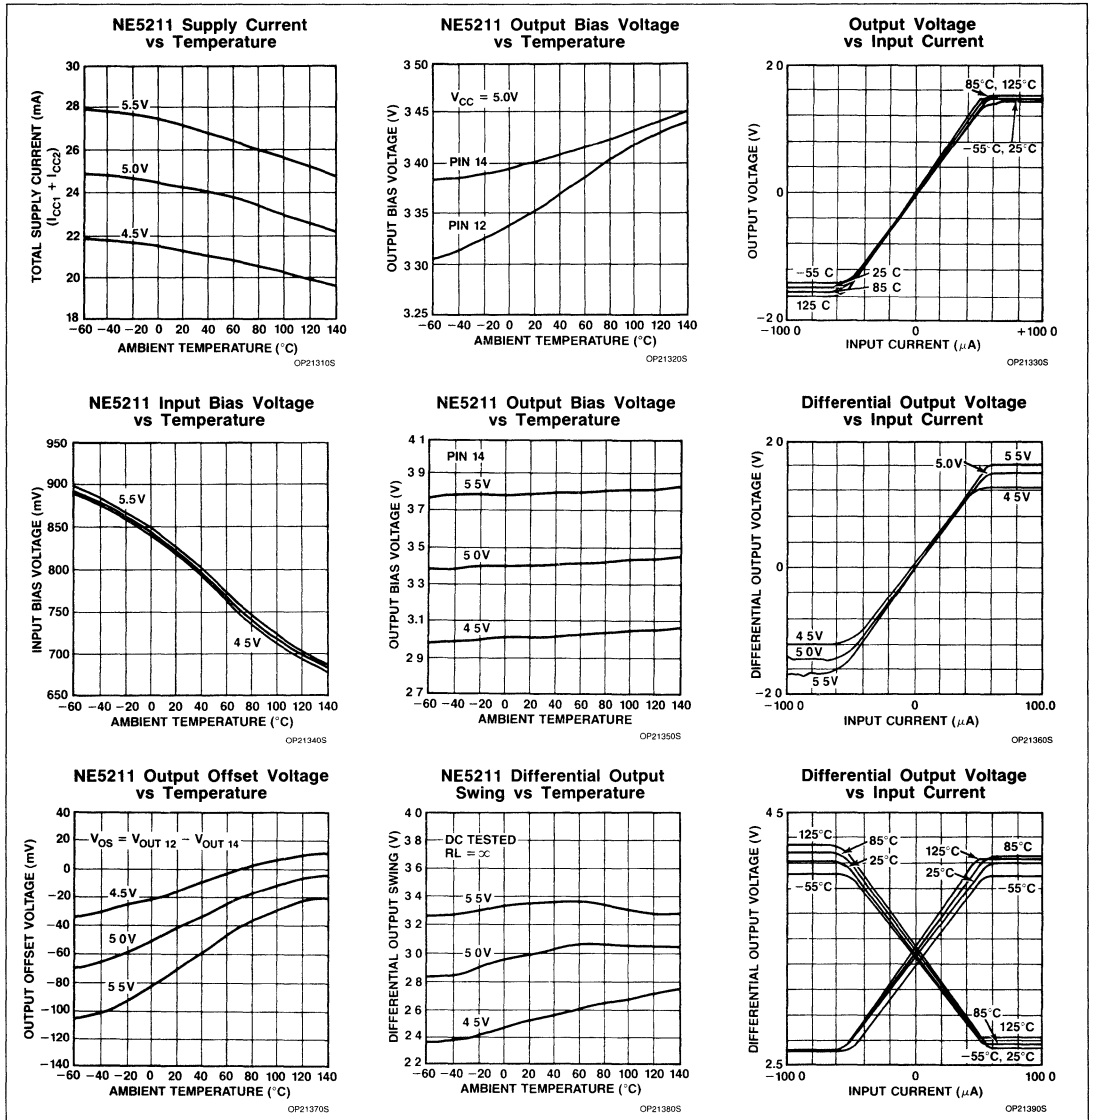 NE5211 Supply Current
vs Temperature
30
28
26
24
22
20
18
TOTAL SUPPLY CURRENT (mA)
(ICC1 + ICC2)
5.5V
5.0V
4.5V
−60 −40 −20 0 20 40 60 80 100 120 140
AMBIENT TEMPERATURE (°C)
OP21310S
NE5211 Output Bias Voltage
vs Temperature
3 50
3.45
3.40
3.35
3 30
3.25
OUTPUT BIAS VOLTAGE (V)
VCC = 5.0V
PIN 14
PIN 12
−60 −40 −20 0 20 40 60 80 100 120 140
AMBIENT TEMPERATURE (°C)
OP21320S
Output Voltage
vs Input Current
2 0
0
−2 0
OUTPUT VOLTAGE (V)
85°C, 125°C
−55°C, 25°C
−55 C
25 C
85 C
125 C
−100 0 0 +100 0
INPUT CURRENT (μA)
OP21330S
NE5211 Input Bias Voltage
vs Temperature
950
900
850
800
750
700
650
INPUT BIAS VOLTAGE (mV)
5.5V
4 5V
−60 −40 −20 0 20 40 60 80 100 120 140
AMBIENT TEMPERATURE (°C)
OP21340S
NE5211 Output Bias Voltage
vs Temperature
4 1
3.9
3.7
3.5
3 3
3.1
2 9
2 7
OUTPUT BIAS VOLTAGE (V)
PIN 14
5 5V
5 0V
4 5V
−60 −40 −20 0 20 40 60 80 100 120 140
AMBIENT TEMPERATURE
OP21350S
Differential Output Voltage
vs Input Current
2 0
0
−2 0
DIFFERENTIAL OUTPUT VOLTAGE (V)
5 5V
5.0V
4 5V
4 5V
5 0V
5 5V
−100 0 0 100.0
INPUT CURRENT (μA)
OP21360S
NE5211 Output Offset Voltage
vs Temperature
40
20
0
−20
−40
−60
−80
−100
−120
−140
OUTPUT OFFSET VOLTAGE (mV)
VOS = VOUT 12 − VOUT 14
4.5V
5 0V
5 5V
−60 −40 −20 0 20 40 60 80 100 120 140
AMBIENT TEMPERATURE (°C)
OP21370S
NE5211 Differential Output
Swing vs Temperature
4 0
3.8
3.6
3 4
3.2
3.0
2.8
2.6
2 4
2 2
DIFFERENTIAL OUTPUT SWING (V)
DC TESTED
RL = ∞
5 5V
5 0V
4 5V
−60 −40 −20 0 20 40 60 80 100 120 140
AMBIENT TEMPERATURE (°C)
OP21380S
Differential Output Voltage
vs Input Current
4 5
2.5
DIFFERENTIAL OUTPUT VOLTAGE (V)
125°C
85°C
25°C
−55°C
125°C
85°C
25°C
−55°C
85°C
125°C
−55°C, 25°C
−100 0 0 100.0
INPUT CURRENT (μA)
OP21390S